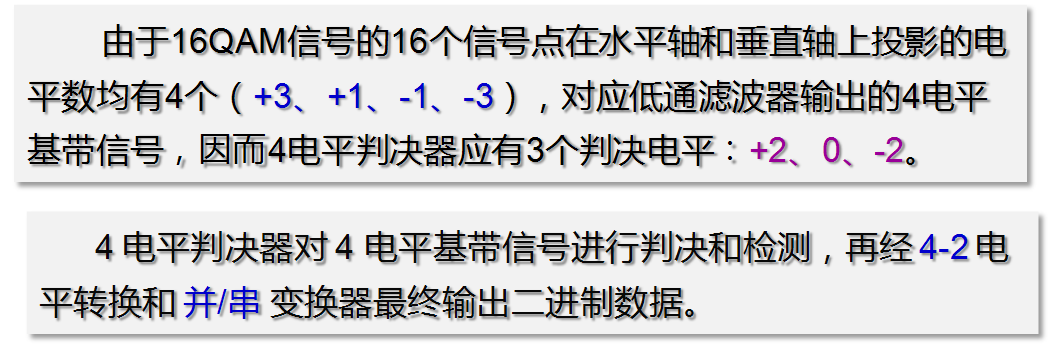 由于16QAM信号的16个信号点在水平轴和垂直轴上投影的电
平数均有4个（+3、+1、-1、-3），对应低通滤波器输出的4电平
基带信号，因而4电平判决器应有3个判决电平：+2、0、-2。
4 电平判决器对 4 电平基带信号进行判决和检测，再经 4-2 电
平转换和 并/串 变换器最终输出二进制数据。